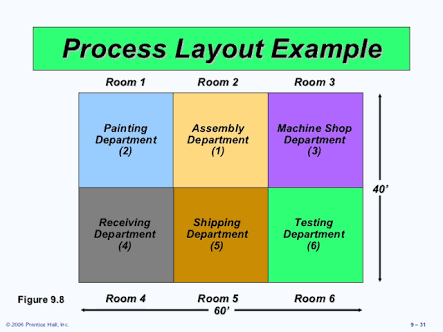 Process Layout Example
Room 1 Room 2 Room 3
Painting
Department
(2)
Assembly
Department
(1)
Machine Shop
Department
(3)
40’
Receiving
Department
(4)
Shipping
Department
(5)
Testing
Department
(6)
Figure 9.8
Room 4 Room 5 Room 6
60’
© 2006 Prentice Hall, Inc.
9 – 31